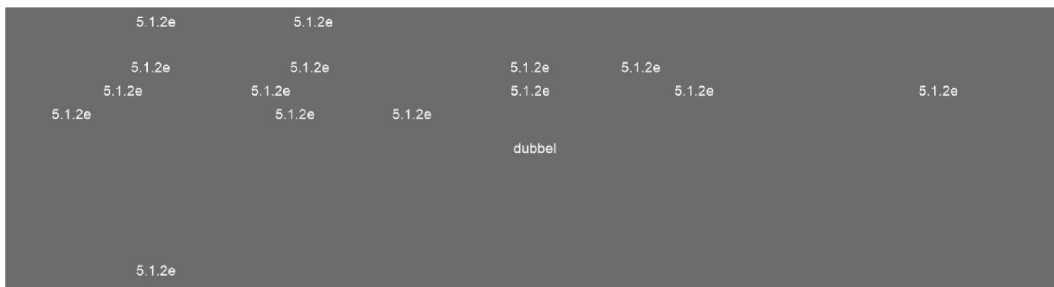 5.1.2e 5.1.2e
5.1.2e 5.1.2e 5.1.2e 5.1.2e
5.1.2e 5.1.2e 5.1.2e 5.1.2e 5.1.2e
5.1.2e 5.1.2e 5.1.2e
dubbel
5.1.2e